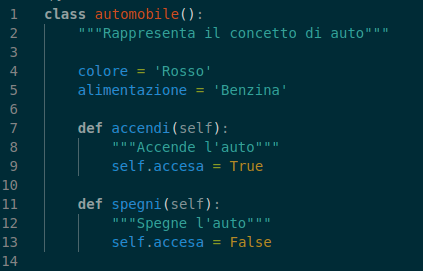 1 class automobile():
2     """Rappresenta il concetto di auto"""
3
4     colore = 'Rosso'
5     alimentazione = 'Benzina'
6
7     def accendi(self):
8         """Accende l'auto"""
9         self.accesa = True
10
11     def spegni(self):
12         """Spegne l'auto"""
13         self.accesa = False
14